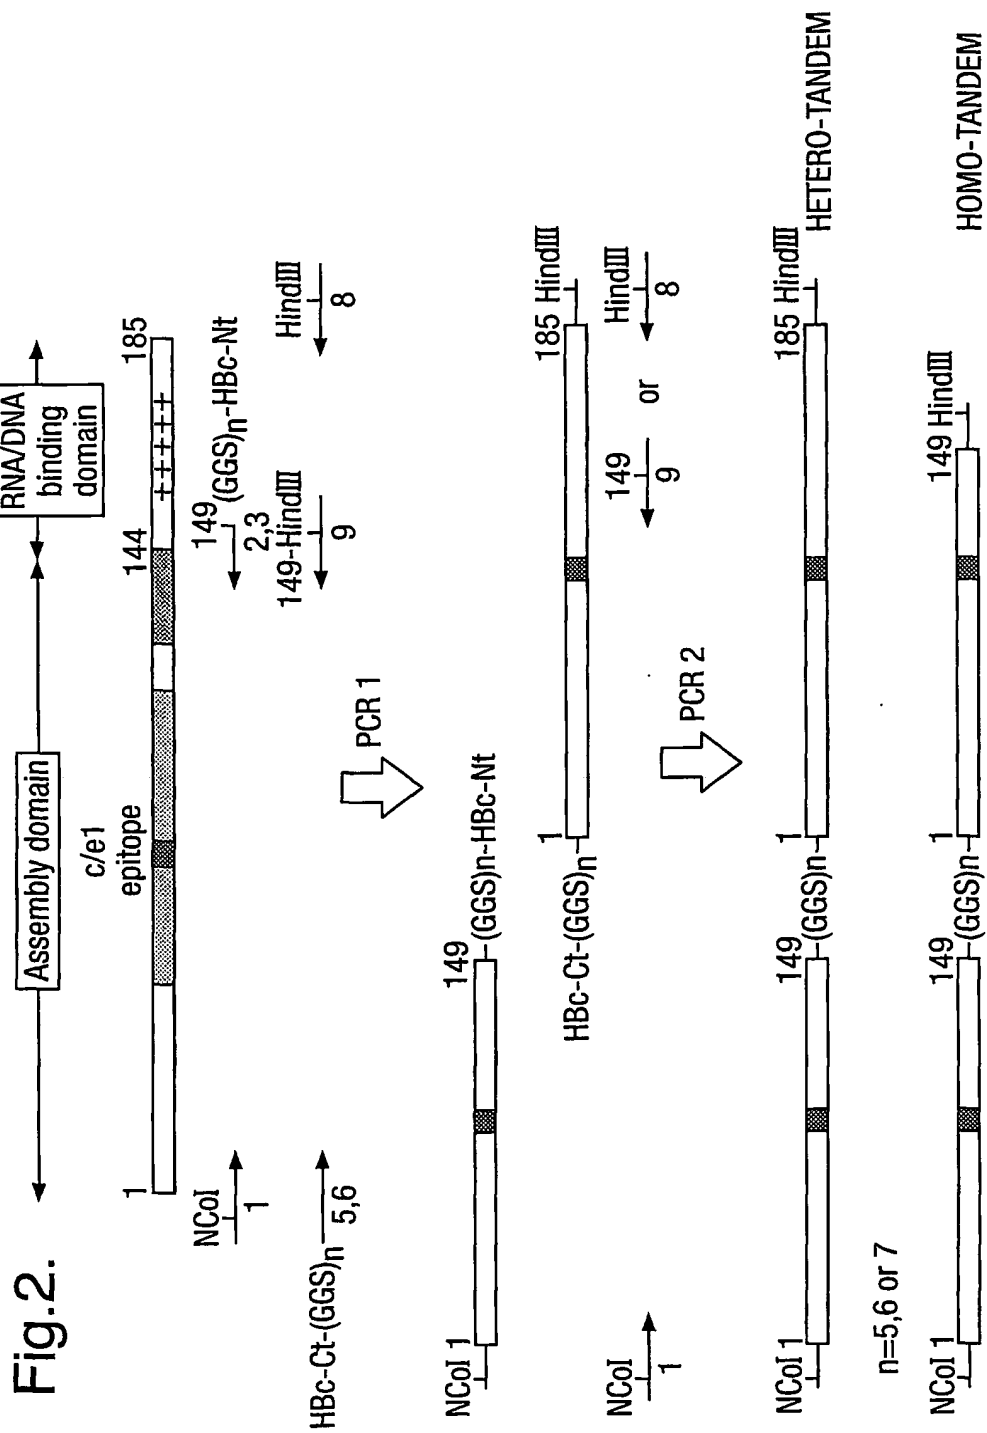 Fig.2.
Assembly domain
RNA/DNA
binding
domain
c/e1
epitope
1
144
185
+++++
NCoI
1
149
(GGS)n-HBc-Nt
2,3
HindIII
8
HBc-Ct-(GGS)n
5,6
149-HindIII
9
PCR 1
NCoI 1
149
(GGS)n-HBc-Nt
HBc-Ct-(GGS)n
1
185 HindIII
NCoI
1
149
9
or
HindIII
8
PCR 2
NCoI 1
149
(GGS)n
1
185 HindIII
HETERO-TANDEM
n=5,6 or 7
NCoI 1
149
(GGS)n
1
149 HindIII
HOMO-TANDEM